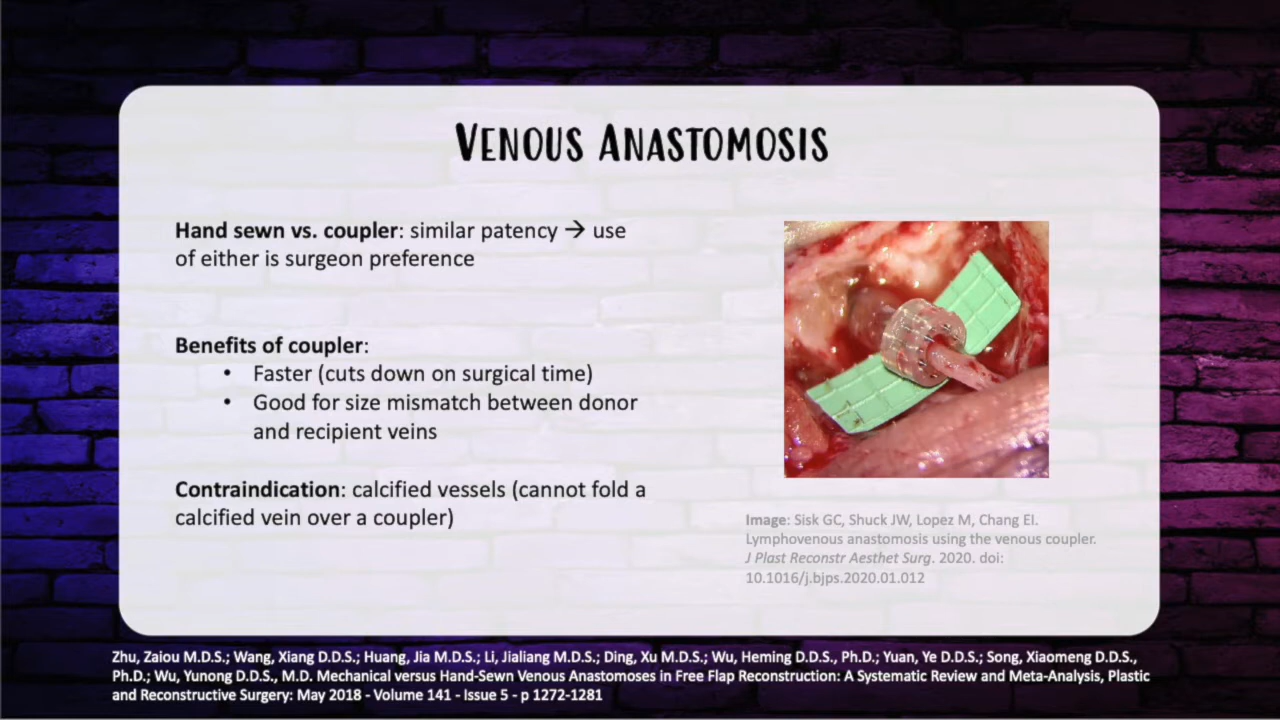 VENOUS ANASTOMOSIS
Hand sewn vs. coupler: similar patency → use
of either is surgeon preference
Benefits of coupler:
• Faster (cuts down on surgical time)
• Good for size mismatch between donor
and recipient veins
Contraindication: calcified vessels (cannot fold a
calcified vein over a coupler)
Image: Sisk GC, Shuck JW, Lopez M, Chang EI.
Lymphovenous anastomosis using the venous coupler.
J Plast Reconstr Aesthet Surg. 2020. doi:
10.1016/j.bjps.2020.01.012
Zhu, Zaiou M.D.S.; Wang, Xiang D.D.S.; Huang, Jia M.D.S.; Li, Jialiang M.D.S.; Ding, Xu M.D.S.; Wu, Heming D.D.S., Ph.D.; Yuan, Ye D.D.S.; Song, Xiaomeng D.D.S.,
Ph.D.; Wu, Yunong D.D.S., M.D. Mechanical versus Hand-Sewn Venous Anastomoses in Free Flap Reconstruction: A Systematic Review and Meta-Analysis, Plastic
and Reconstructive Surgery: May 2018 - Volume 141 - Issue 5 - p 1272-1281